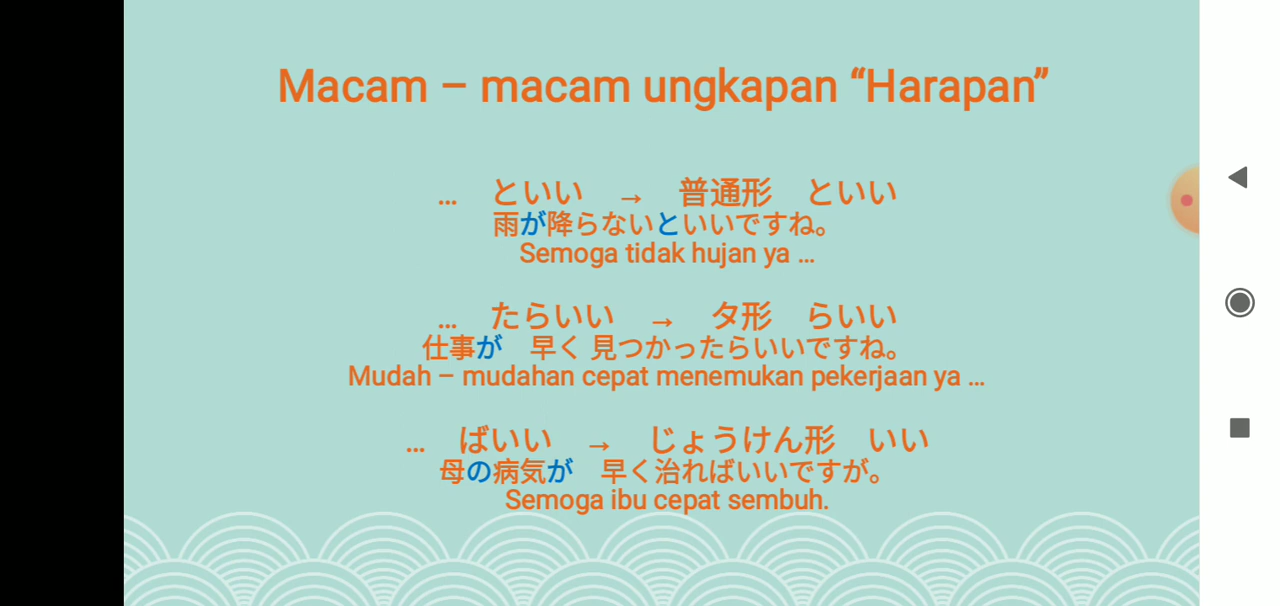 Macam – macam ungkapan “Harapan”
... といい → 普通形 といい
雨が降らないといいですね。
Semoga tidak hujan ya ...
... たらいい → タ形 らいい
仕事が 早く 見つかったらいいですね。
Mudah – mudahan cepat menemukan pekerjaan ya ...
... ばいい → じょうけん形 いい
母の病気が 早く治ればいいですが。
Semoga ibu cepat sembuh.